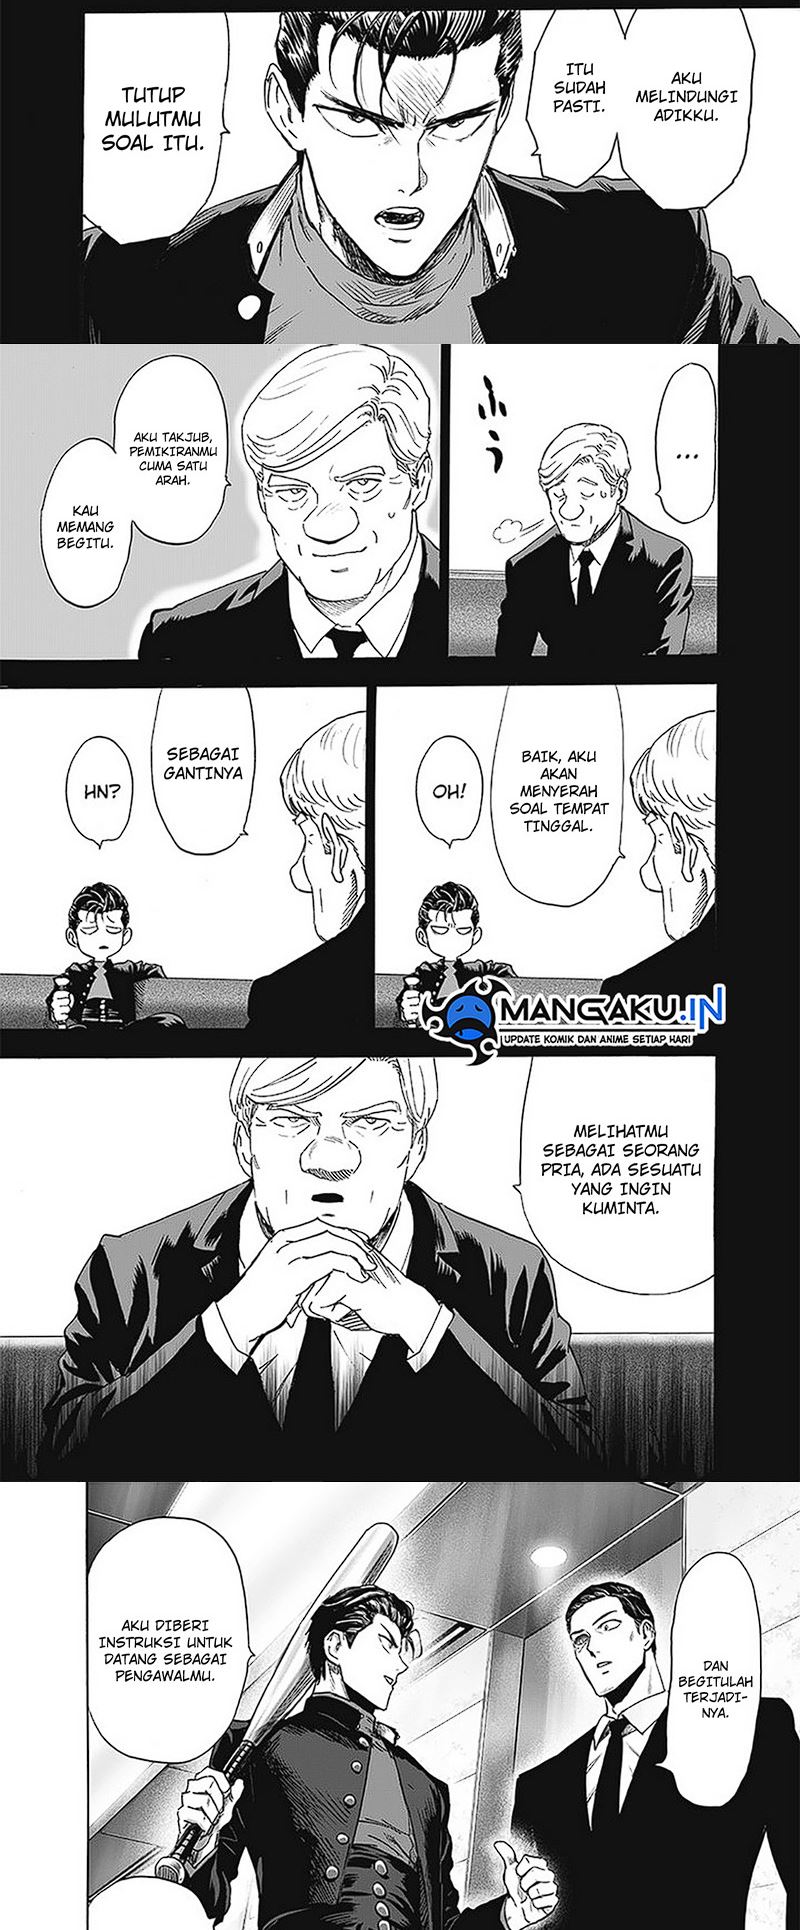 AKU
MELINDUNGI
ADIKKU.
ITU
SUDAH
PASTI.
TUTUP
MULUTMU
SOAL ITU.
...
ふぅ
AKU TAKJUB,
PEMIKIRANMU
CUMA SATU
ARAH.
KAU
MEMANG
BEGITU.
BAIK, AKU
AKAN
MENYERAH
SOAL TEMPAT
TINGGAL.
OH!
SEBAGAI
GANTINYA
HN?
MANGAKU.IN
UPDATE KOMIK DAN ANIME SETIAP HARI
MELIHATMU
SEBAGAI SEORANG
PRIA, ADA SESUATU
YANG INGIN
KUMINTA.
DAN
BEGITULAH
TERJADI-
NYA.
AKU DIBERI
INSTRUKSI UNTUK
DATANG SEBAGAI
PENGAWALMU.